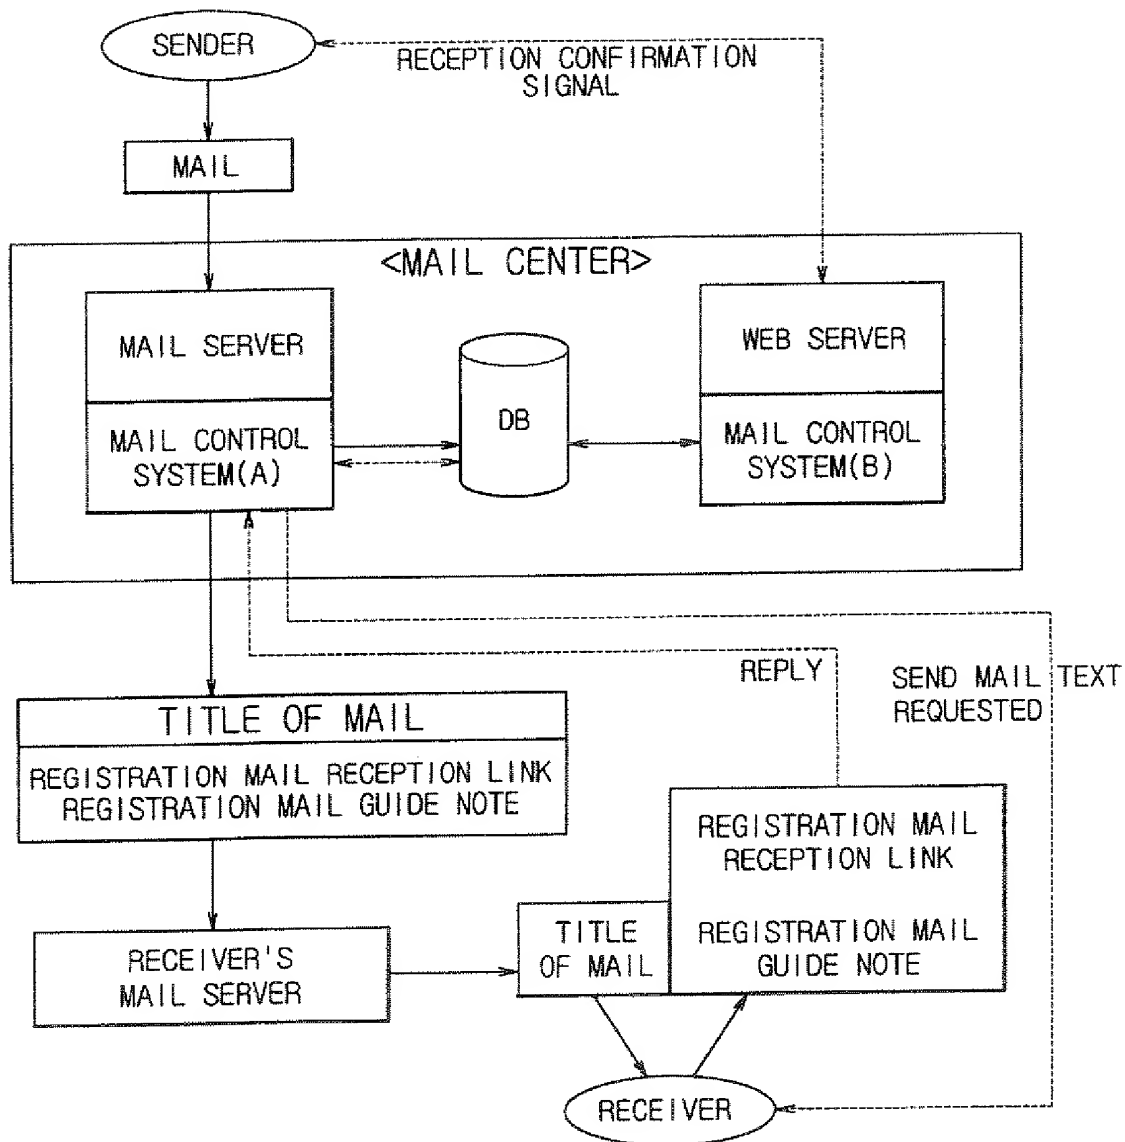 SENDER
RECEPTION CONFIRMATION
SIGNAL
MAIL
<MAIL CENTER>
MAIL SERVER
WEB SERVER
DB
MAIL CONTROL
SYSTEM(A)
MAIL CONTROL
SYSTEM(B)
REPLY
SEND MAIL TEXT
REQUESTED
TITLE OF MAIL
REGISTRATION MAIL RECEPTION LINK
REGISTRATION MAIL GUIDE NOTE
REGISTRATION MAIL
RECEPTION LINK
REGISTRATION MAIL
GUIDE NOTE
TITLE
OF MAIL
RECEIVER'S
MAIL SERVER
RECEIVER